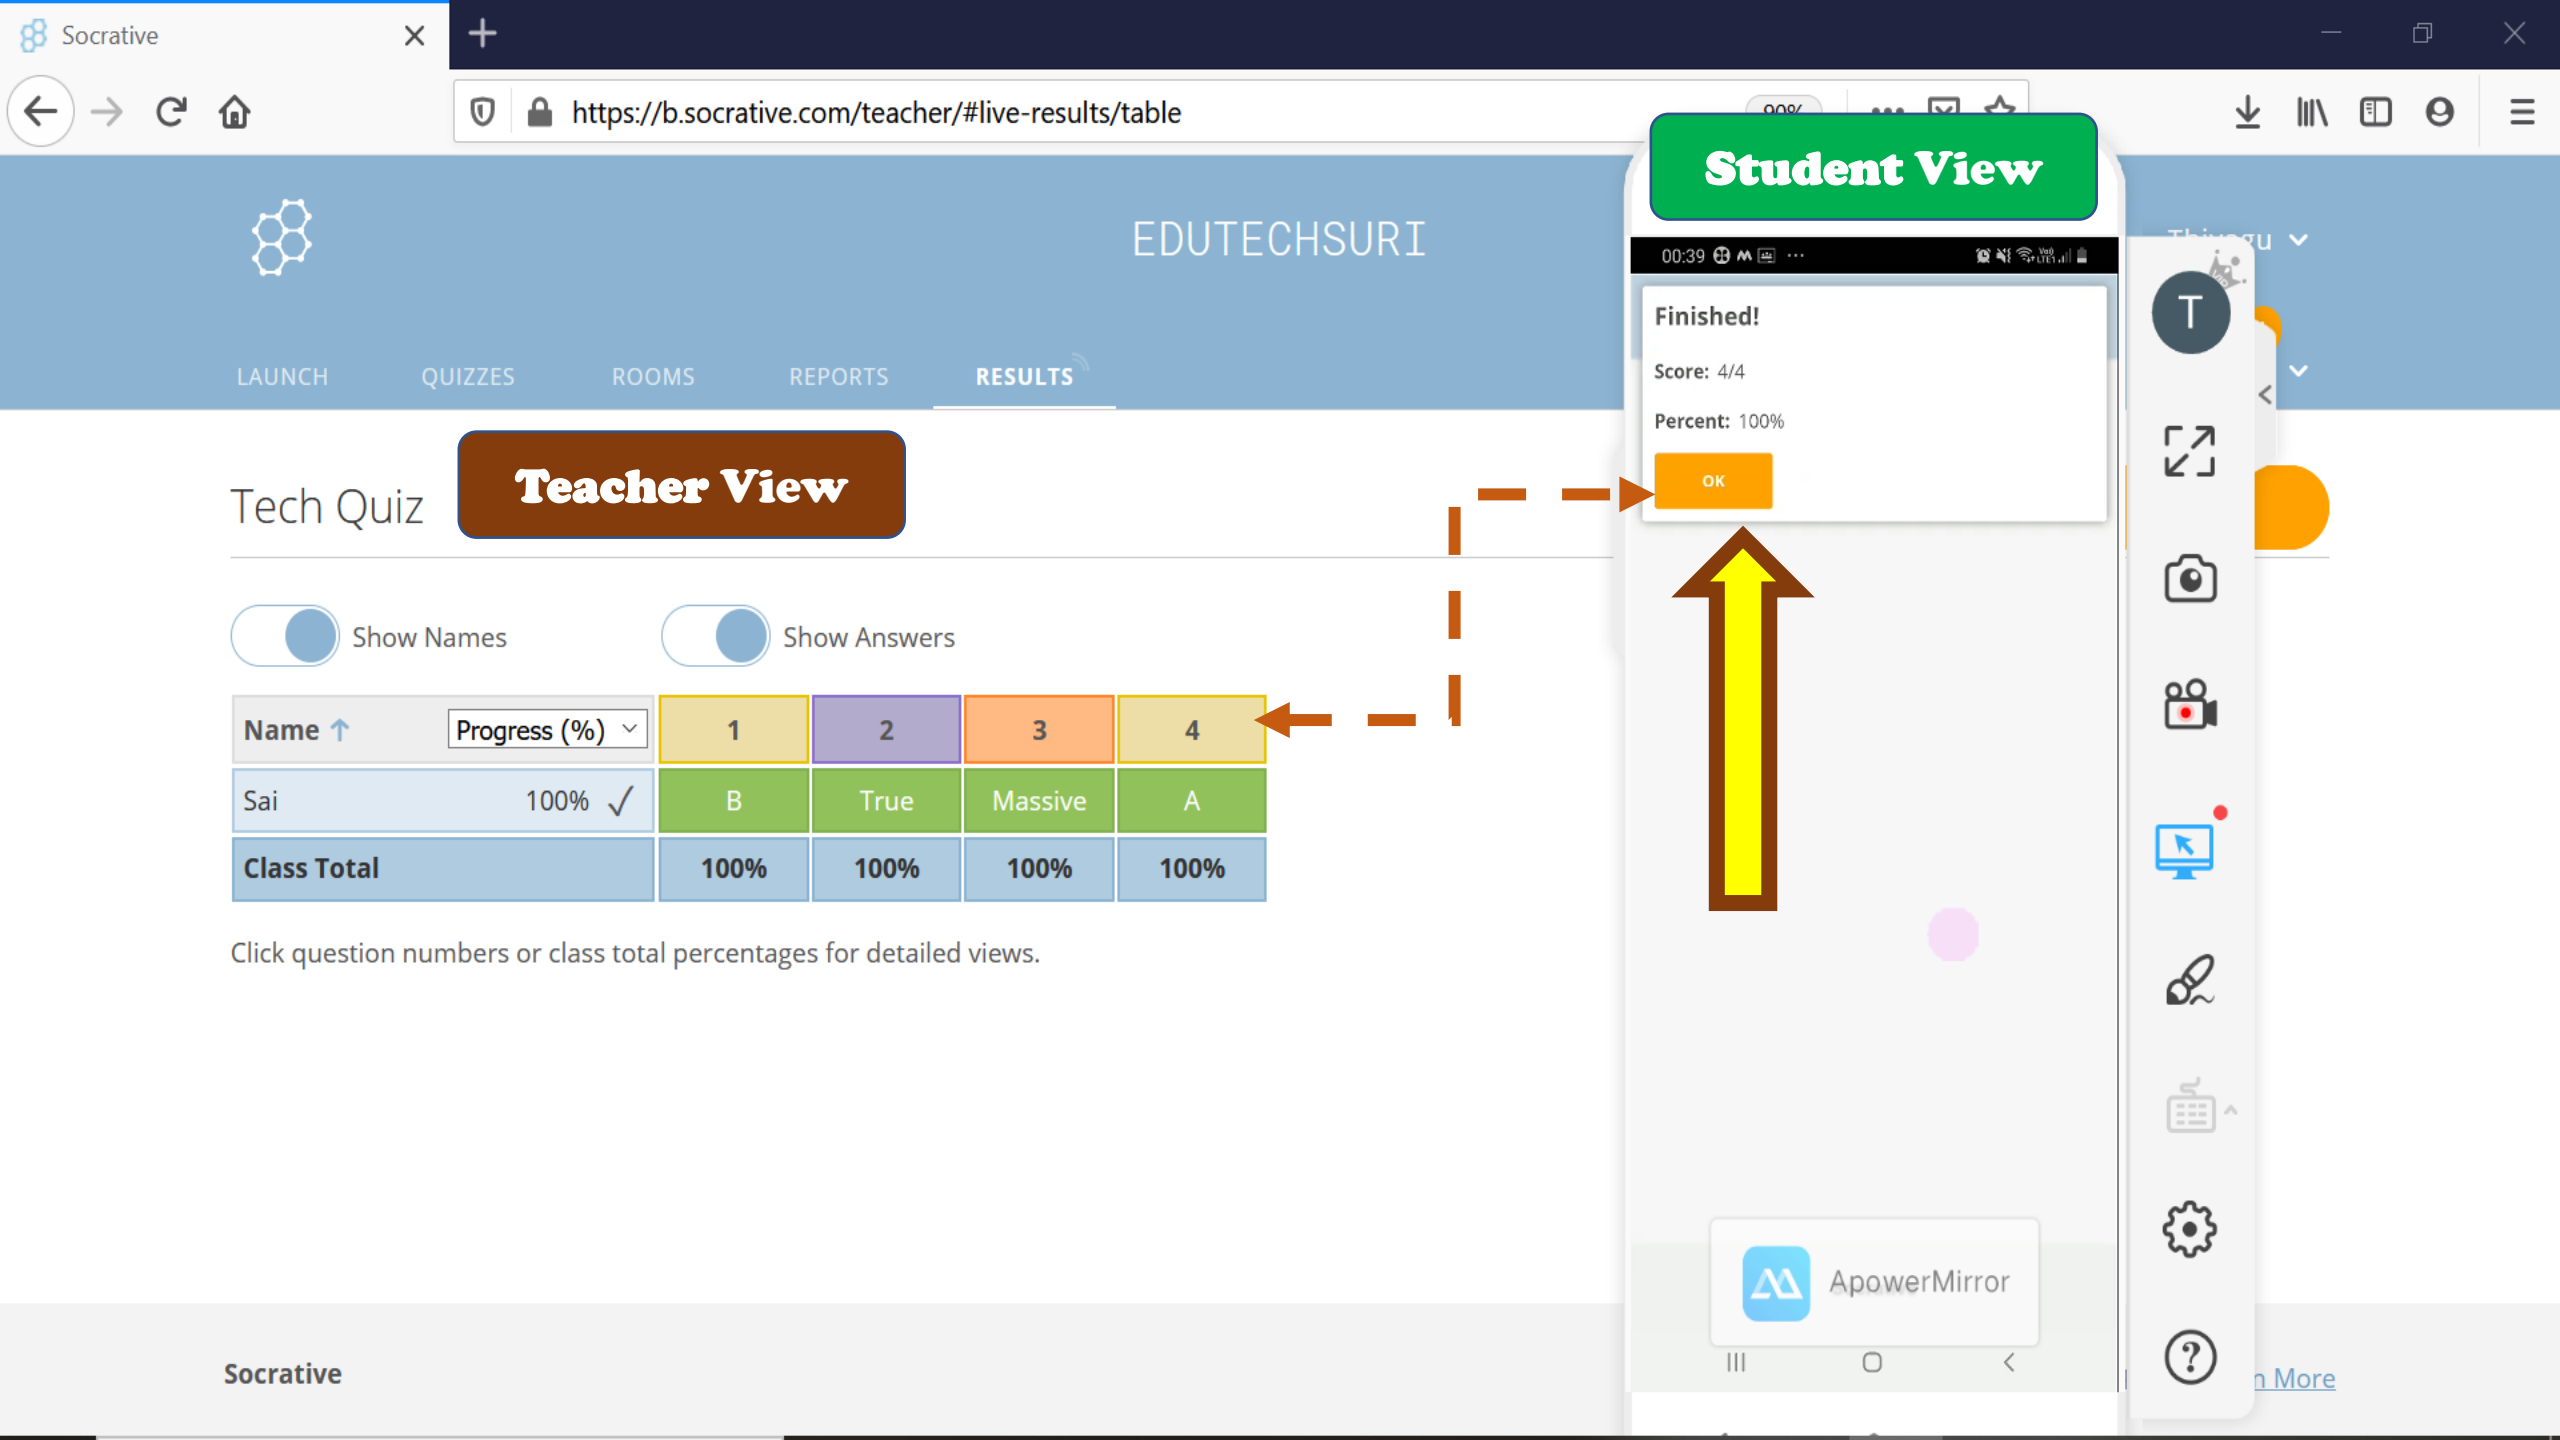 Socrative
https://b.socrative.com/teacher/#live-results/table
90%
Student View
EDUTECHSURI
00:39
LAUNCH QUIZZES ROOMS REPORTS RESULTS
Finished!
Score: 4/4
Percent: 100%
OK
T
Tech Quiz
Teacher View
Show Names Show Answers
Name Progress (%) 1 2 3 4
Sai 100% B True Massive A
Class Total 100% 100% 100% 100%
Click question numbers or class total percentages for detailed views.
ApowerMirror
Socrative
More